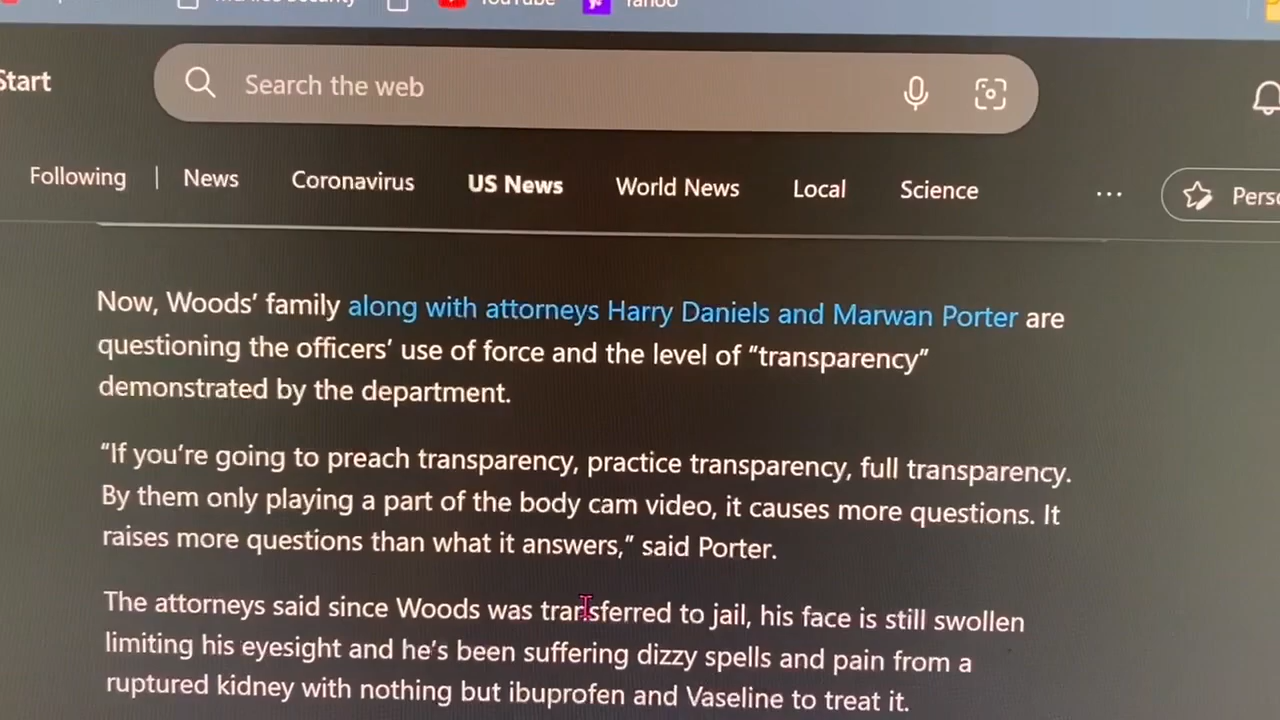 YouTube
Yahoo
Start
Search the web
Following | News Coronavirus US News World News Local Science ... Perso
Now, Woods’ family along with attorneys Harry Daniels and Marwan Porter are
questioning the officers’ use of force and the level of “transparency”
demonstrated by the department.
“If you’re going to preach transparency, practice transparency, full transparency.
By them only playing a part of the body cam video, it causes more questions. It
raises more questions than what it answers,” said Porter.
The attorneys said since Woods was transferred to jail, his face is still swollen
limiting his eyesight and he’s been suffering dizzy spells and pain from a
ruptured kidney with nothing but ibuprofen and Vaseline to treat it.